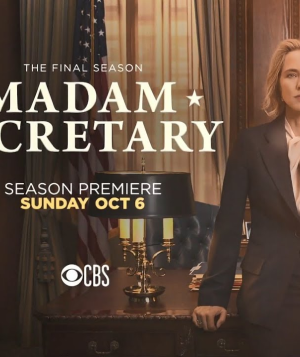 THE FINAL SEASON
MADAM ★
CRETARY
SEASON PREMIERE
SUNDAY OCT 6
CBS